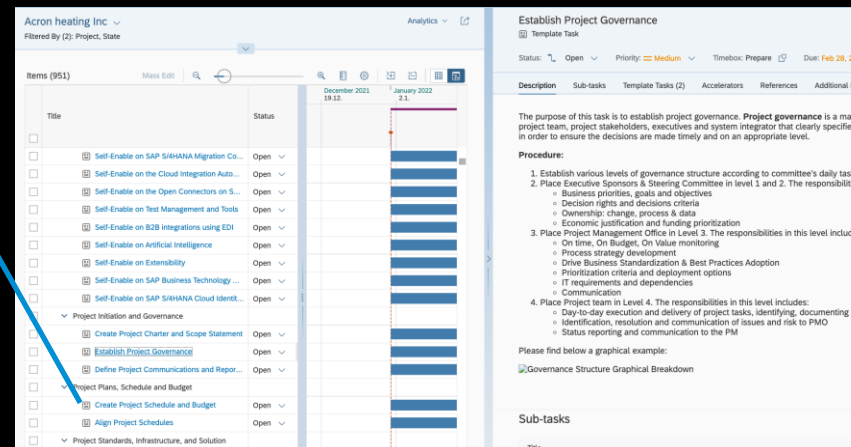 Acron heating Inc
Analytics
Filtered By (2): Project, State
Items (951)
Mass Edit
December 2021
19.12.
January 2022
2.1.
Title
Status
Self-Enable on SAP S/4HANA Migration Co... Open
Self-Enable on the Cloud Integration Auto... Open
Self-Enable on the Open Connectors on S... Open
Self-Enable on Test Management and Tools Open
Self-Enable on B2B integrations using EDI Open
Self-Enable on Artificial Intelligence Open
Self-Enable on Extensibility Open
Self-Enable on SAP Business Technology ... Open
Self-Enable on SAP S/4HANA Cloud Identit... Open
Project Initiation and Governance
Create Project Charter and Scope Statement Open
Establish Project Governance Open
Define Project Communications and Repor... Open
Project Plans, Schedule and Budget
Create Project Schedule and Budget Open
Align Project Schedules Open
Project Standards, Infrastructure, and Solution
Establish Project Governance
Template Task
Status: Open Priority: Medium Timebox: Prepare Due: Feb 28, 2
Description Sub-tasks Template Tasks (2) Accelerators References Additional
The purpose of this task is to establish project governance. Project governance is a ma
project team, project stakeholders, executives and system integrator that clearly specifie
in order to ensure the decisions are made timely and on an appropriate level.
Procedure:
1. Establish various levels of governance structure according to committee's daily tas
2. Place Executive Sponsors & Steering Committee in level 1 and 2. The responsibilit
Business priorities, goals and objectives
Decision rights and decisions criteria
Ownership: change, process & data
Economic justification and funding prioritization
3. Place Project Management Office in Level 3. The responsibilities in this level includ
On time, On Budget, On Value monitoring
Process strategy development
Drive Business Standardization & Best Practices Adoption
Prioritization criteria and deployment options
IT requirements and dependencies
Communication
4. Place Project team in Level 4. The responsibilities in this level includes:
Day-to-day execution and delivery of project tasks, identifying, documenting
Identification, resolution and communication of issues and risk to PMO
Status reporting and communication to the PM
Please find below a graphical example:
Governance Structure Graphical Breakdown
Sub-tasks